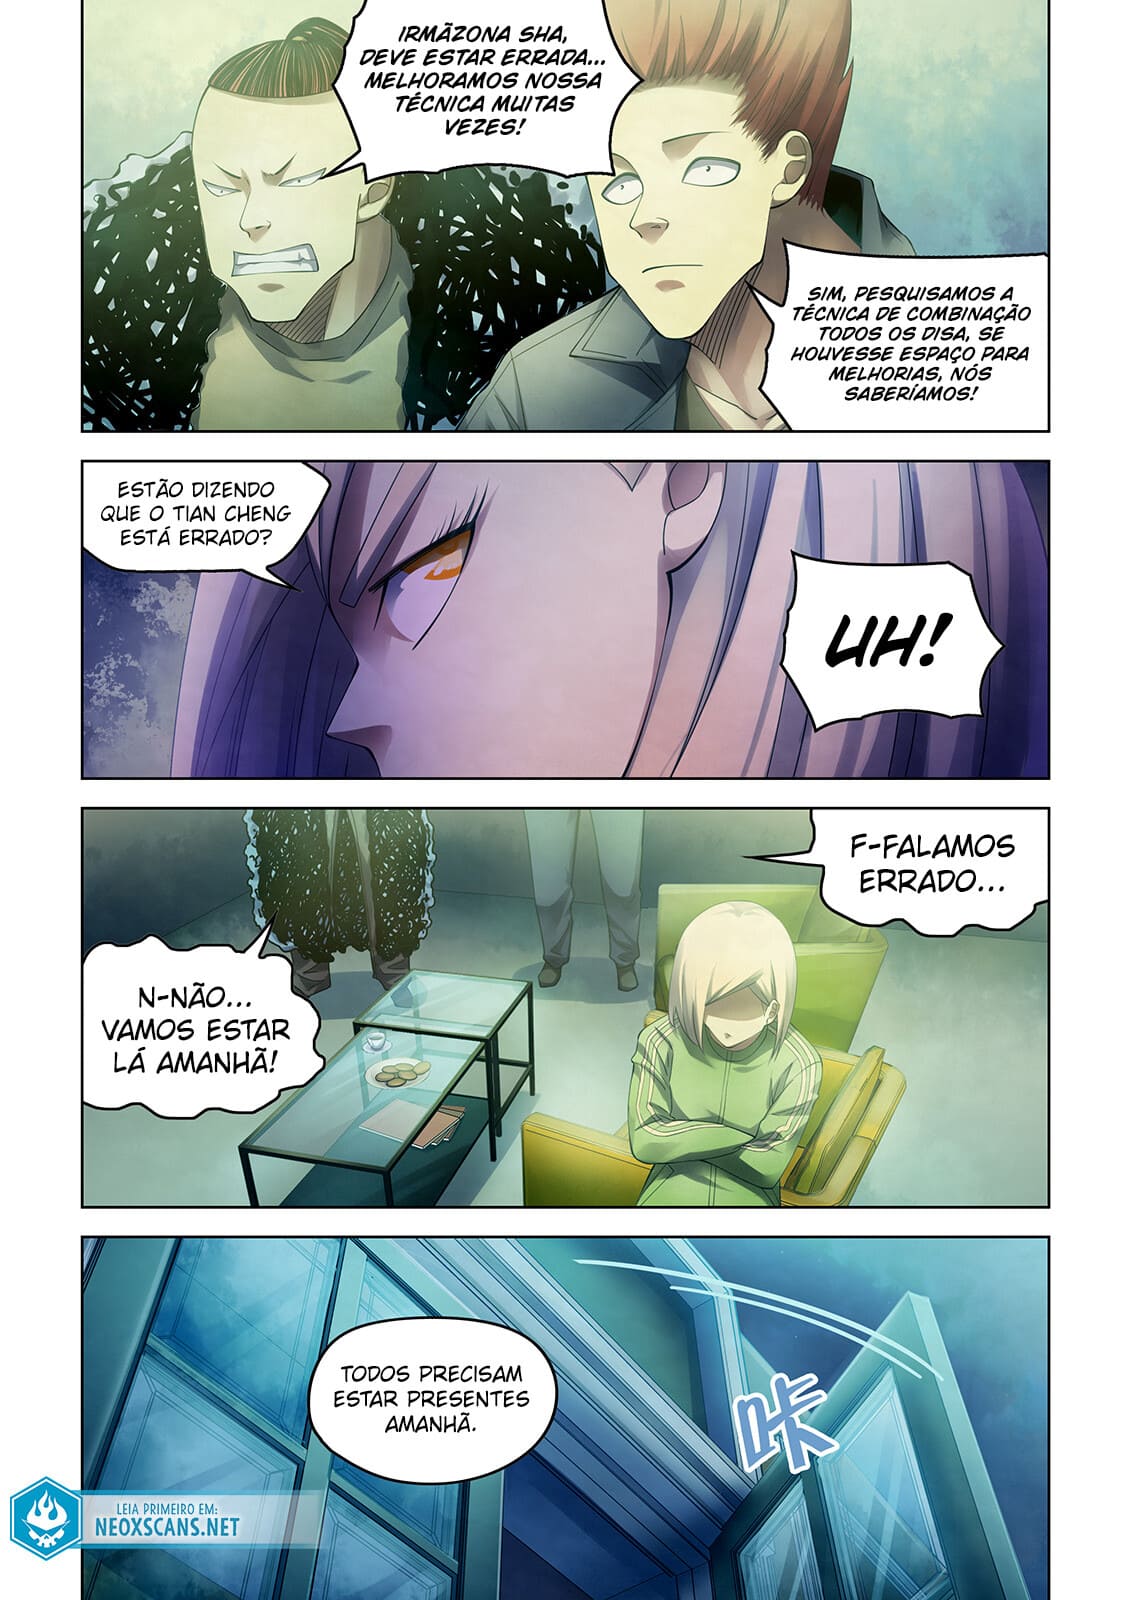 IRMÃZONA SHA,
DEVE ESTAR ERRADA...
MELHORAMOS NOSSA
TÉCNICA MUITAS
VEZES!
SIM, PESQUISAMOS A
TÉCNICA DE COMBINAÇÃO
TODOS OS DISA, SE
HOUVESSE ESPAÇO PARA
MELHORIAS, NÓS
SABERÍAMOS!
ESTÃO DIZENDO
QUE O TIAN CHENG
ESTÁ ERRADO?
UH!
F-FALAMOS
ERRADO...
N-NÃO...
VAMOS ESTAR
LÁ AMANHÃ!
TODOS PRECISAM
ESTAR PRESENTES
AMANHÃ.
咔
LEIA PRIMEIRO EM:
NEOXSCANS.NET